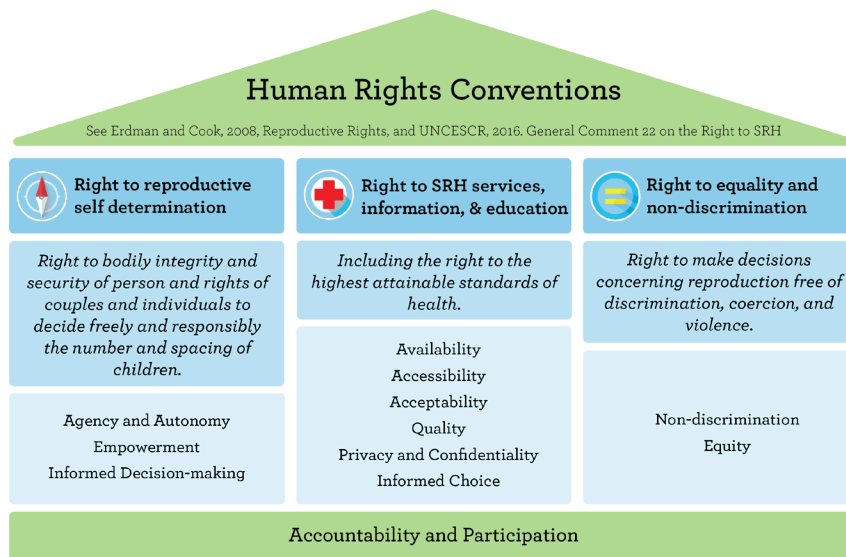 Human Rights Conventions
See Erdman and Cook, 2008, Reproductive Rights, and UNCESCR, 2016. General Comment 22 on the Right to SRH
Right to reproductive
self determination
Right to bodily integrity and
security of person and rights of
couples and individuals to
decide freely and responsibly
the number and spacing of
children.
Agency and Autonomy
Empowerment
Informed Decision-making
Right to SRH services,
information, & education
Including the right to the
highest attainable standards of
health.
Availability
Accessibility
Acceptability
Quality
Privacy and Confidentiality
Informed Choice
Right to equality and
non-discrimination
Right to make decisions
concerning reproduction free of
discrimination, coercion, and
violence.
Non-discrimination
Equity
Accountability and Participation